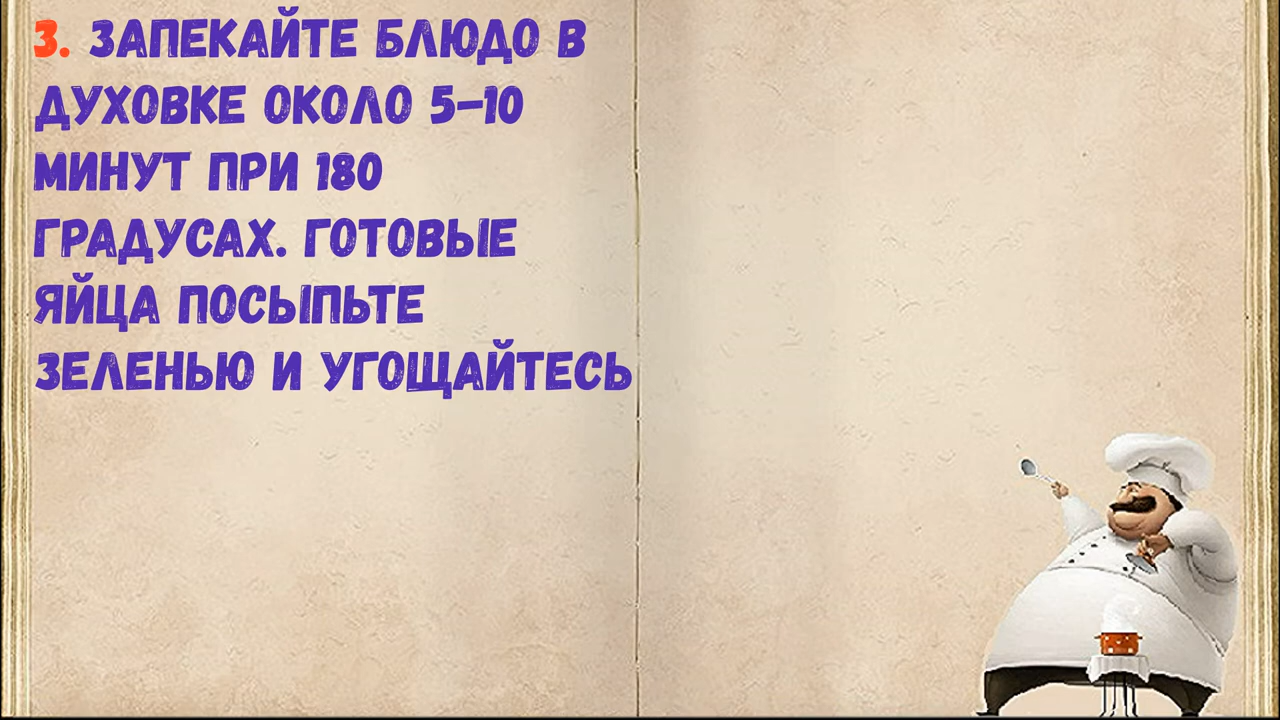 3. ЗАПЕКАЙТЕ БЛЮДО В
ДУХОВКЕ ОКОЛО 5–10
МИНУТ ПРИ 180
ГРАДУСАХ. ГОТОВЫЕ
ЯЙЦА ПОСЫПЬТЕ
ЗЕЛЕНЬЮ И УГОЩАЙТЕСЬ